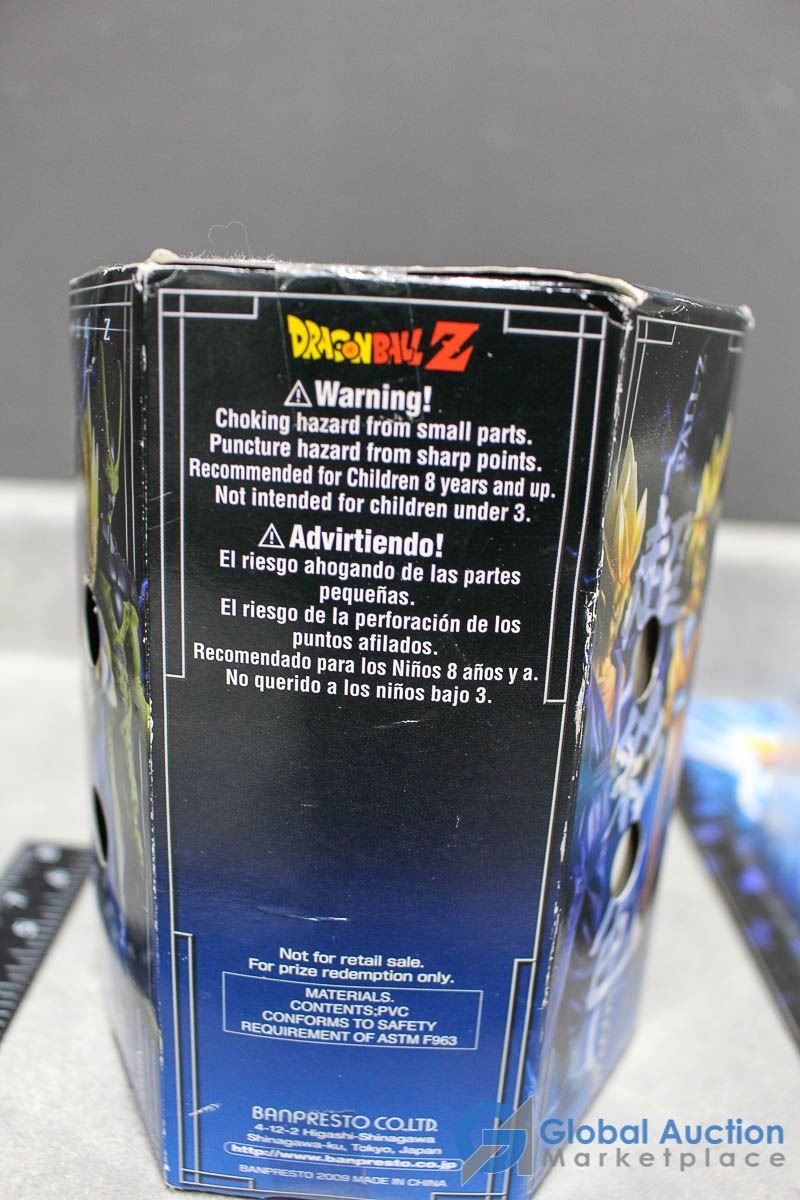 DRAGONBALL Z
Warning!
Choking hazard from small parts.
Puncture hazard from sharp points.
Recommended for Children 8 years and up.
Not intended for children under 3.
Advirtiendo!
El riesgo ahogando de las partes
pequeñas.
El riesgo de la perforación de los
puntos afilados.
Recomendado para los Niños 8 años y a.
No querido a los niños bajo 3.
Not for retail sale.
For prize redemption only.
MATERIALS.
CONTENTS;PVC
CONFORMS TO SAFETY
REQUIREMENT OF ASTM F963
BANPRESTO CO.LTD.
4-12-2 Higashi-Shinagawa
Shinagawa-ku, Tokyo, Japan
http://www.banpresto.co.jp
BANPRESTO 2009 MADE IN CHINA
Z
BALL Z
Global Auction
Marketplace